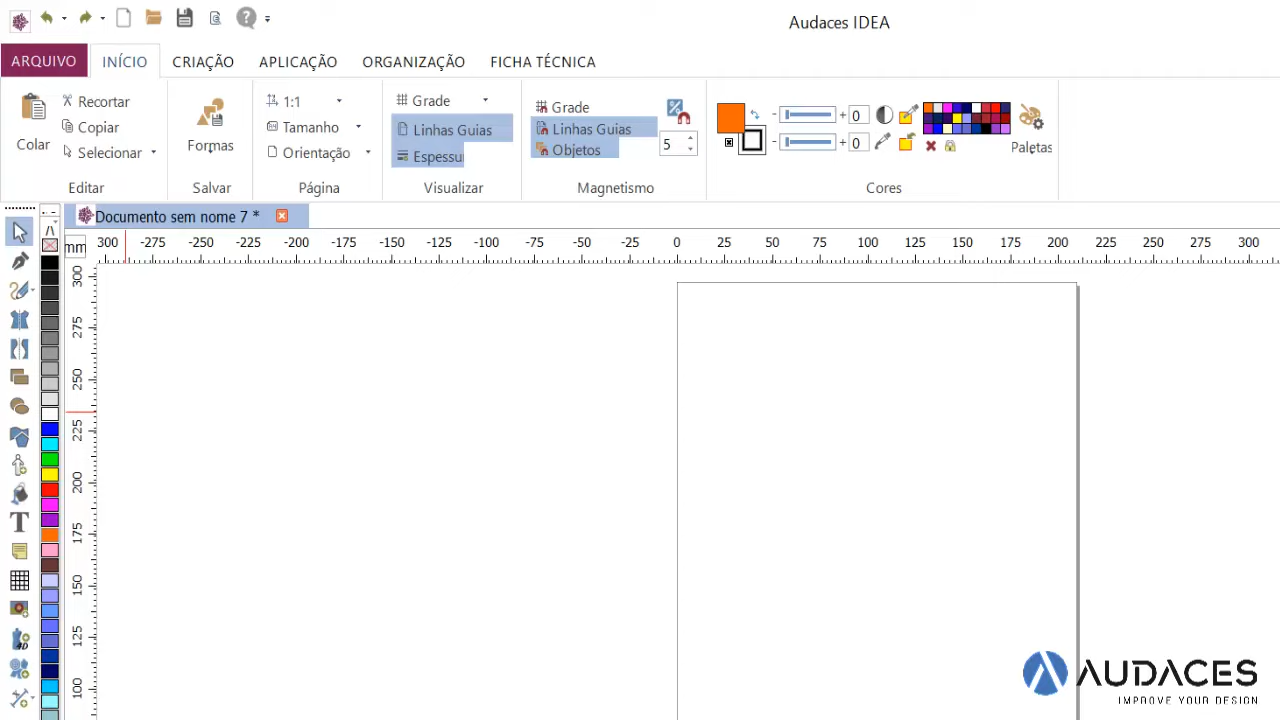 Audaces IDEA
ARQUIVO INÍCIO CRIAÇÃO APLICAÇÃO ORGANIZAÇÃO FICHA TÉCNICA
Colar
Recortar
Copiar
Selecionar
Editar
Formas
Salvar
1:1
Tamanho
Orientação
Página
Grade
Linhas Guias
Espessu
Visualizar
Grade
Linhas Guias
Objetos
5
Magnetismo
- + 0
- + 0
Paletas
Cores
Documento sem nome 7 *
mm 300 -275 -250 -225 -200 -175 -150 -125 -100 -75 -50 -25 0 25 50 75 100 125 150 175 200 225 250 275 300
300
275
250
225
200
175
150
125
100
T
AUDACES
IMPROVE YOUR DESIGN